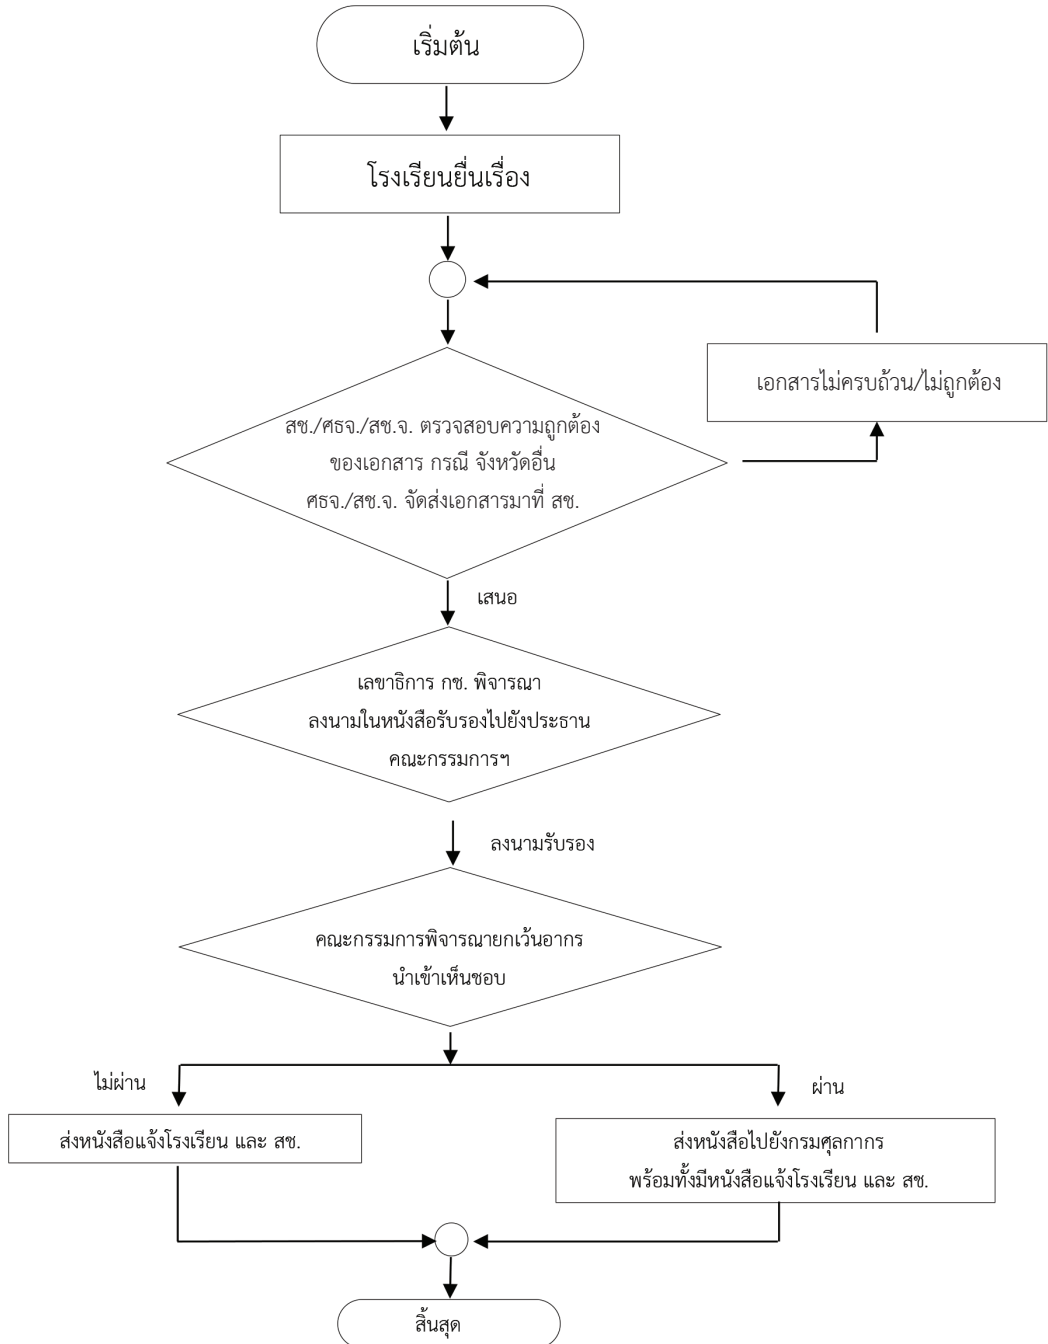 เริ่มต้น
โรงเรียนยื่นเรื่อง
เอกสารไม่ครบถ้วน/ไม่ถูกต้อง
สช./ศธจ./สช.จ. ตรวจสอบความถูกต้อง
ของเอกสาร กรณี จังหวัดอื่น
ศธจ./สช.จ. จัดส่งเอกสารมาที่ สช.
เสนอ
เลขาธิการ กช. พิจารณา
ลงนามในหนังสือรับรองไปยังประธาน
คณะกรรมการฯ
ลงนามรับรอง
คณะกรรมการพิจารณายกเว้นอากร
นำเข้าเห็นชอบ
ไม่ผ่าน
ผ่าน
ส่งหนังสือแจ้งโรงเรียน และ สช.
ส่งหนังสือไปยังกรมศุลกากร
พร้อมทั้งมีหนังสือแจ้งโรงเรียน และ สช.
สิ้นสุด